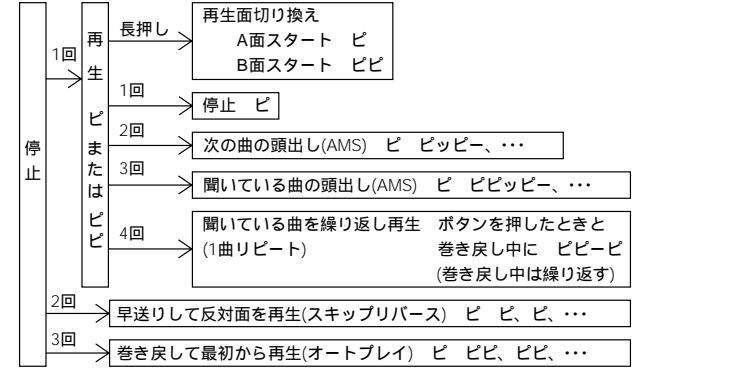 停止
1回
再生 ピまたはピピ
長押し
再生面切り換え
A面スタート ピ
B面スタート ピピ
1回
停止 ピ
2回
次の曲の頭出し(AMS) ピ ピッピー、･･･
3回
聞いている曲の頭出し(AMS) ピ ピピッピー、･･･
4回
聞いている曲を繰り返し再生 ボタンを押したときと
(1曲リピート) 巻き戻し中に ピピーピ
(巻き戻し中は繰り返す)
2回
早送りして反対面を再生(スキップリバース) ピ ピ、ピ、･･･
3回
巻き戻して最初から再生(オートプレイ) ピ ピピ、ピピ、･･･